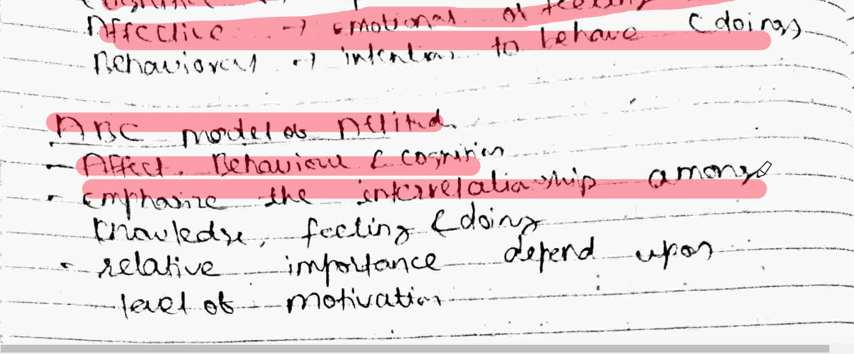 Affective → emotional or feeling
Behavioral → intention to behave (doing)
ABC model of Attitude
- Affect, Behaviour & cognition
- emphasize the interrelationship among
knowledge, feeling & doing
- relative importance depend upon
level of motivation